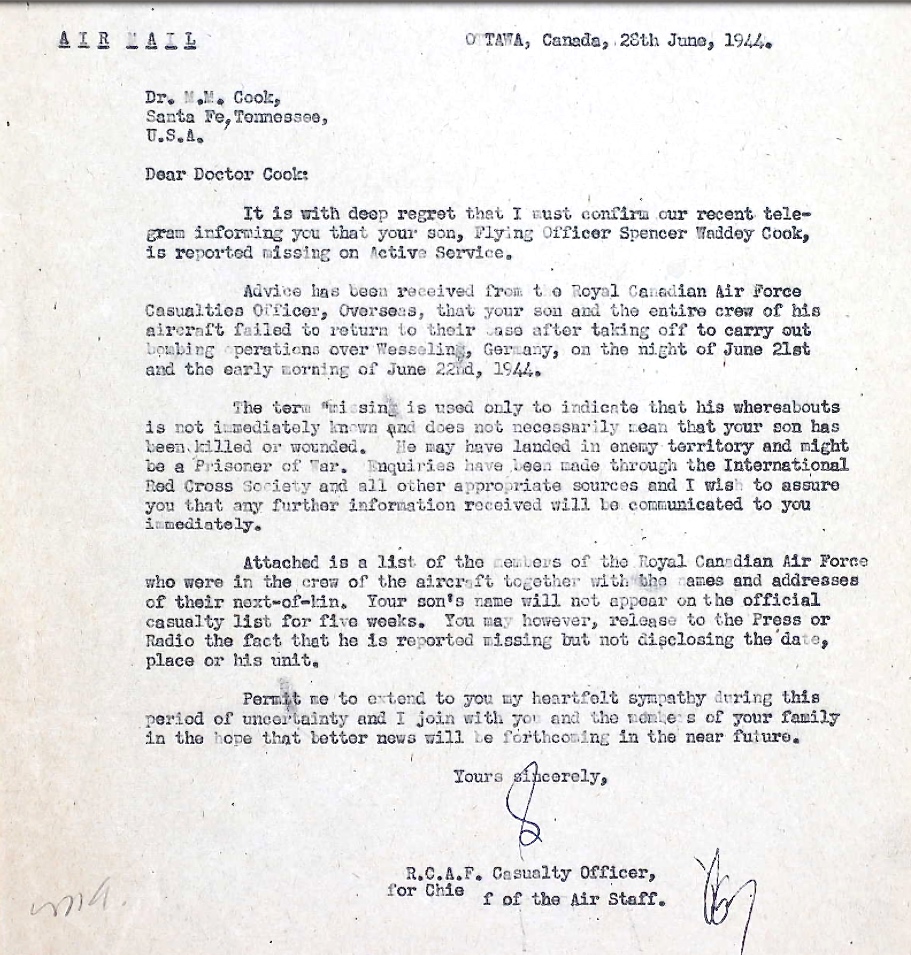 AIR MAIL
OTTAWA, Canada, 28th June, 1944.
Dr. M.M. Cook,
Santa Fe, Tennessee,
U.S.A.
Dear Doctor Cook:
It is with deep regret that I must confirm our recent tele-
gram informing you that your son, Flying Officer Spencer Waddey Cook,
is reported missing on Active Service.
Advice has been received from the Royal Canadian Air Force
Casualties Officer, Overseas, that your son and the entire crew of his
aircraft failed to return to their base after taking off to carry out
bombing operations over Wesseling, Germany, on the night of June 21st
and the early morning of June 22nd, 1944.
The term "missing is used only to indicate that his whereabouts
is not immediately known and does not necessarily mean that your son has
been killed or wounded. He may have landed in enemy territory and might
be a Prisoner of War. Enquiries have been made through the International
Red Cross Society and all other appropriate sources and I wish to assure
you that any further information received will be communicated to you
immediately.
Attached is a list of the members of the Royal Canadian Air Force
who were in the crew of the aircraft together with the names and addresses
of their next-of-kin. Your son's name will not appear on the official
casualty list for five weeks. You may however, release to the Press or
Radio the fact that he is reported missing but not disclosing the date,
place or his unit.
Permit me to extend to you my heartfelt sympathy during this
period of uncertainty and I join with you and the members of your family
in the hope that better news will be forthcoming in the near future.
Yours sincerely,
R.C.A.F. Casualty Officer,
for Chie f of the Air Staff.